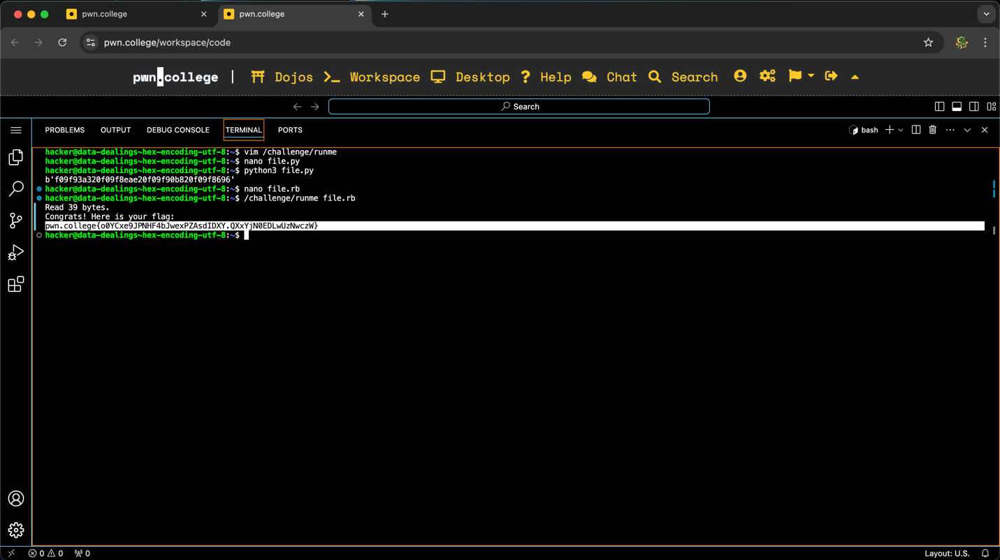 pwn.college
pwn.college
pwn.college/workspace/code
pwn.college | Dojos Workspace Desktop Help Chat Search
Search
PROBLEMS OUTPUT DEBUG CONSOLE TERMINAL PORTS bash
hacker@data-dealings~hex-encoding-utf-8:~$ vim /challenge/runme
hacker@data-dealings~hex-encoding-utf-8:~$ nano file.py
hacker@data-dealings~hex-encoding-utf-8:~$ python3 file.py
b'f09f93a320f09f8eae20f09f90b820f09f8696'
hacker@data-dealings~hex-encoding-utf-8:~$ nano file.rb
hacker@data-dealings~hex-encoding-utf-8:~$ /challenge/runme file.rb
Read 39 bytes.
Congrats! Here is your flag:
pwn.college{o0YCxe9JPNHF4bJwexPZAsdIDXY.QXxYjN0EDLwUzNwczW}
hacker@data-dealings~hex-encoding-utf-8:~$
0 0 0 Layout: U.S.